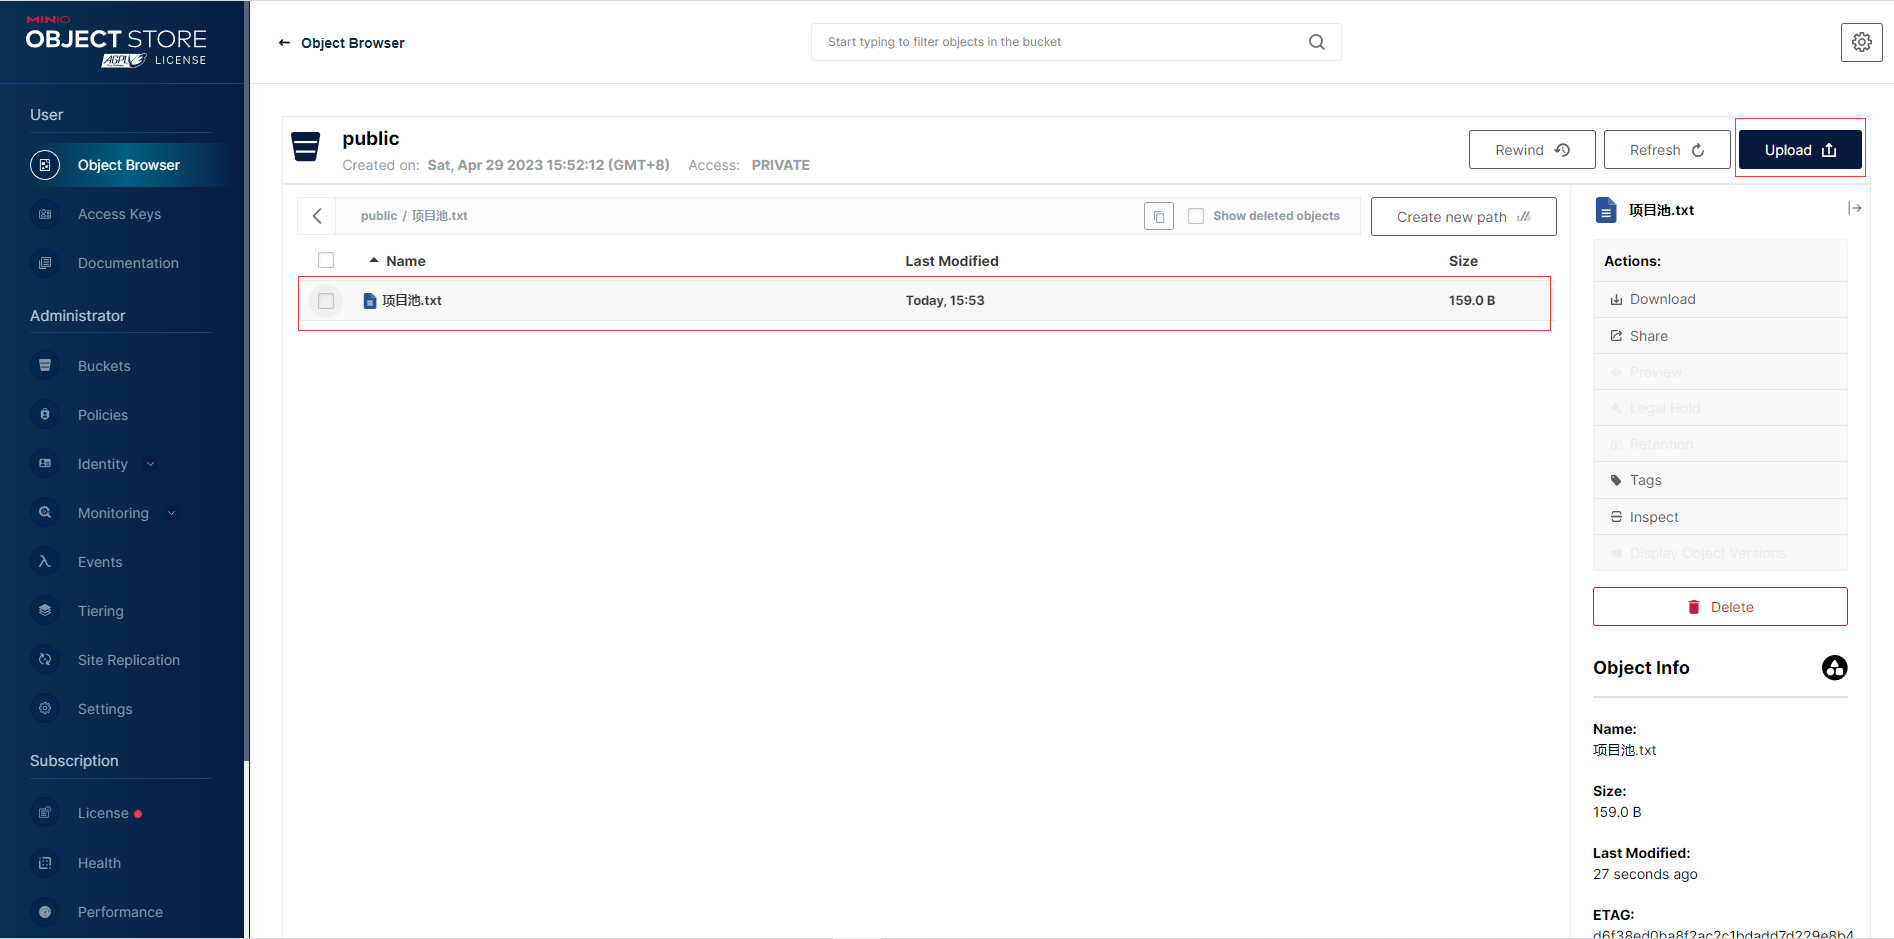 MINIO
OBJECT STORE
AGPLV3 LICENSE
User
Object Browser
Access Keys
Documentation
Administrator
Buckets
Policies
Identity
Monitoring
Events
Tiering
Site Replication
Settings
Subscription
License
Health
Performance
Object Browser
Start typing to filter objects in the bucket
public
Created on: Sat, Apr 29 2023 15:52:12 (GMT+8) Access: PRIVATE
Rewind
Refresh
Upload
public / 项目池.txt
Show deleted objects
Create new path
Name Last Modified Size
项目池.txt Today, 15:53 159.0 B
项目池.txt
Actions:
Download
Share
Preview
Legal Hold
Retention
Tags
Inspect
Display Object Versions
Delete
Object Info
Name:
项目池.txt
Size:
159.0 B
Last Modified:
27 seconds ago
ETAG:
d6f38ed0ba8f2ac2c1bdadd7d229e8b4